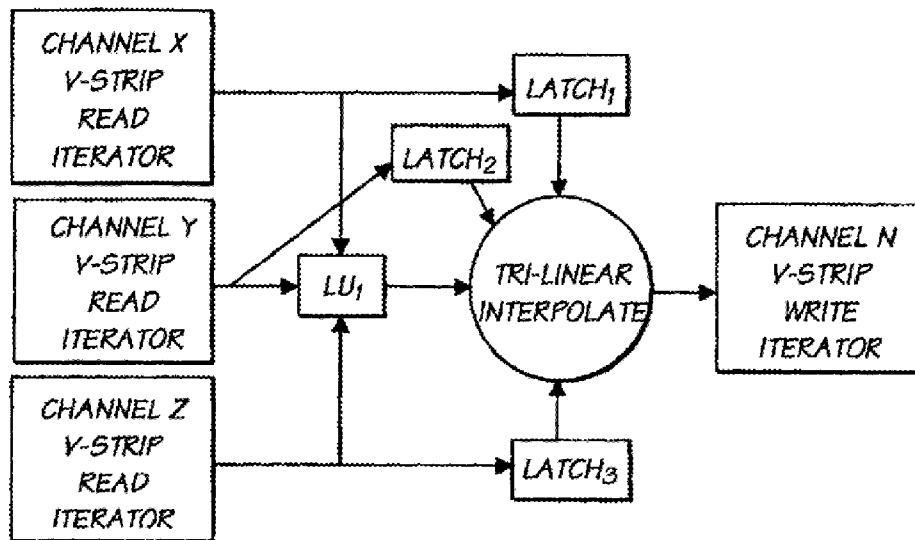 CHANNEL X
V-STRIP
READ
ITERATOR
LATCH1
LATCH2
CHANNEL Y
V-STRIP
READ
ITERATOR
LU1
TRI-LINEAR
INTERPOLATE
CHANNEL N
V-STRIP
WRITE
ITERATOR
CHANNEL Z
V-STRIP
READ
ITERATOR
LATCH3